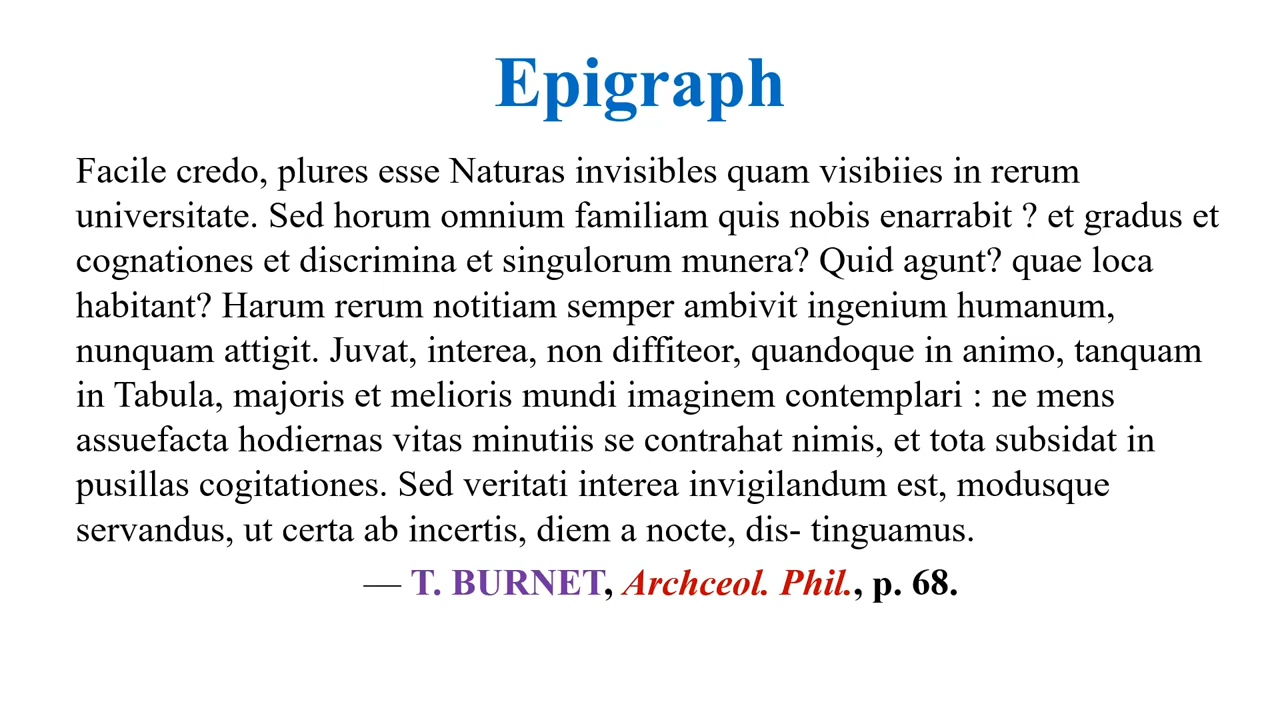 Epigraph
Facile credo, plures esse Naturas invisibles quam visibiies in rerum
universitate. Sed horum omnium familiam quis nobis enarrabit ? et gradus et
cognationes et discrimina et singulorum munera? Quid agunt? quae loca
habitant? Harum rerum notitiam semper ambivit ingenium humanum,
nunquam attigit. Juvat, interea, non diffiteor, quandoque in animo, tanquam
in Tabula, majoris et melioris mundi imaginem contemplari : ne mens
assuefacta hodiernas vitas minutiis se contrahat nimis, et tota subsidat in
pusillas cogitationes. Sed veritati interea invigilandum est, modusque
servandus, ut certa ab incertis, diem a nocte, dis- tinguamus.
— T. BURNET, Archceol. Phil., p. 68.